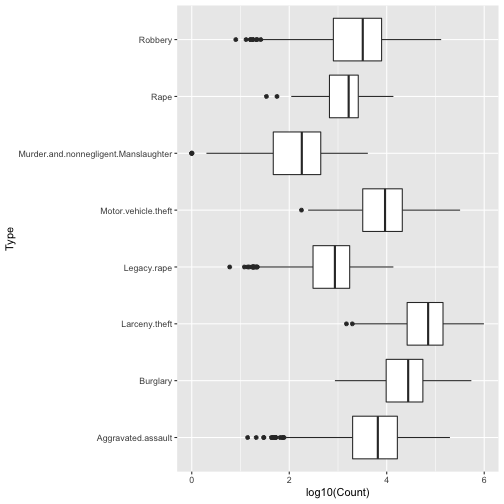 Robbery
Rape
Murder.and.nonnegligent.Manslaughter
Motor.vehicle.theft
Legacy.rape
Larceny.theft
Burglary
Aggravated.assault
Type
0 2 4 6
log10(Count)